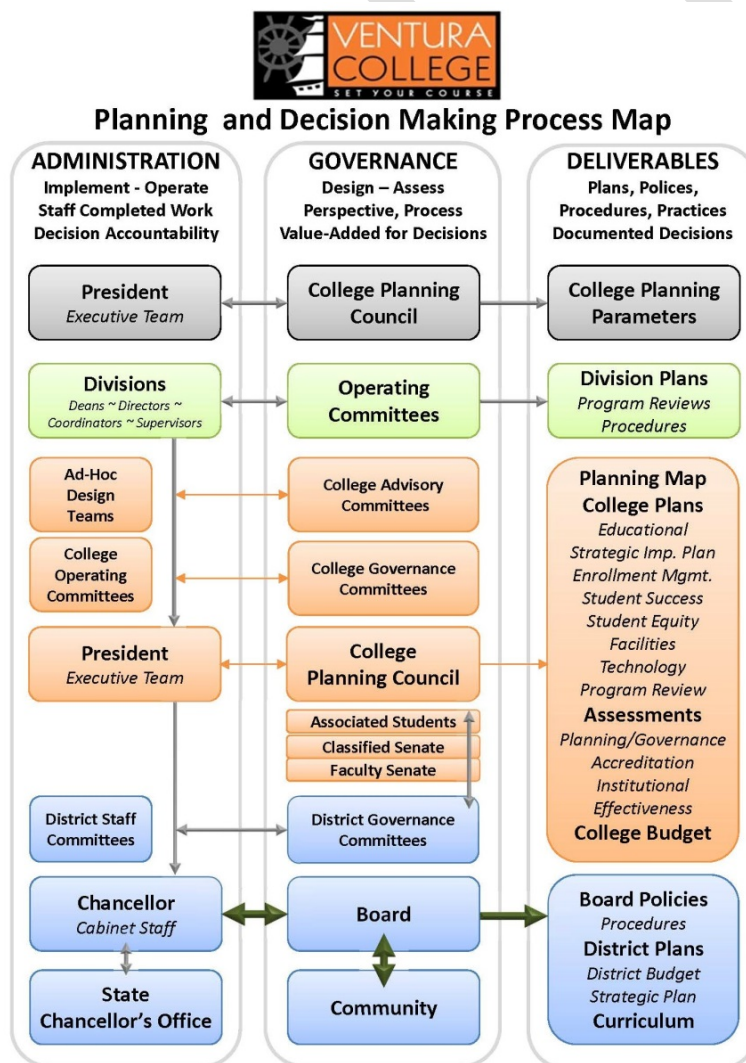 VENTURA
COLLEGE
SET YOUR COURSE
Planning and Decision Making Process Map
ADMINISTRATION
Implement - Operate
Staff Completed Work
Decision Accountability
GOVERNANCE
Design – Assess
Perspective, Process
Value-Added for Decisions
DELIVERABLES
Plans, Polices,
Procedures, Practices
Documented Decisions
President
Executive Team
College Planning
Council
College Planning
Parameters
Divisions
Deans ~ Directors ~
Coordinators ~ Supervisors
Operating
Committees
Division Plans
Program Reviews
Procedures
Ad-Hoc
Design
Teams
College Advisory
Committees
College
Operating
Committees
College Governance
Committees
President
Executive Team
College
Planning Council
Associated Students
Classified Senate
Faculty Senate
Planning Map
College Plans
Educational
Strategic Imp. Plan
Enrollment Mgmt.
Student Success
Student Equity
Facilities
Technology
Program Review
Assessments
Planning/Governance
Accreditation
Institutional
Effectiveness
College Budget
District Staff
Committees
District Governance
Committees
Chancellor
Cabinet Staff
Board
State
Chancellor's Office
Community
Board Policies
Procedures
District Plans
District Budget
Strategic Plan
Curriculum